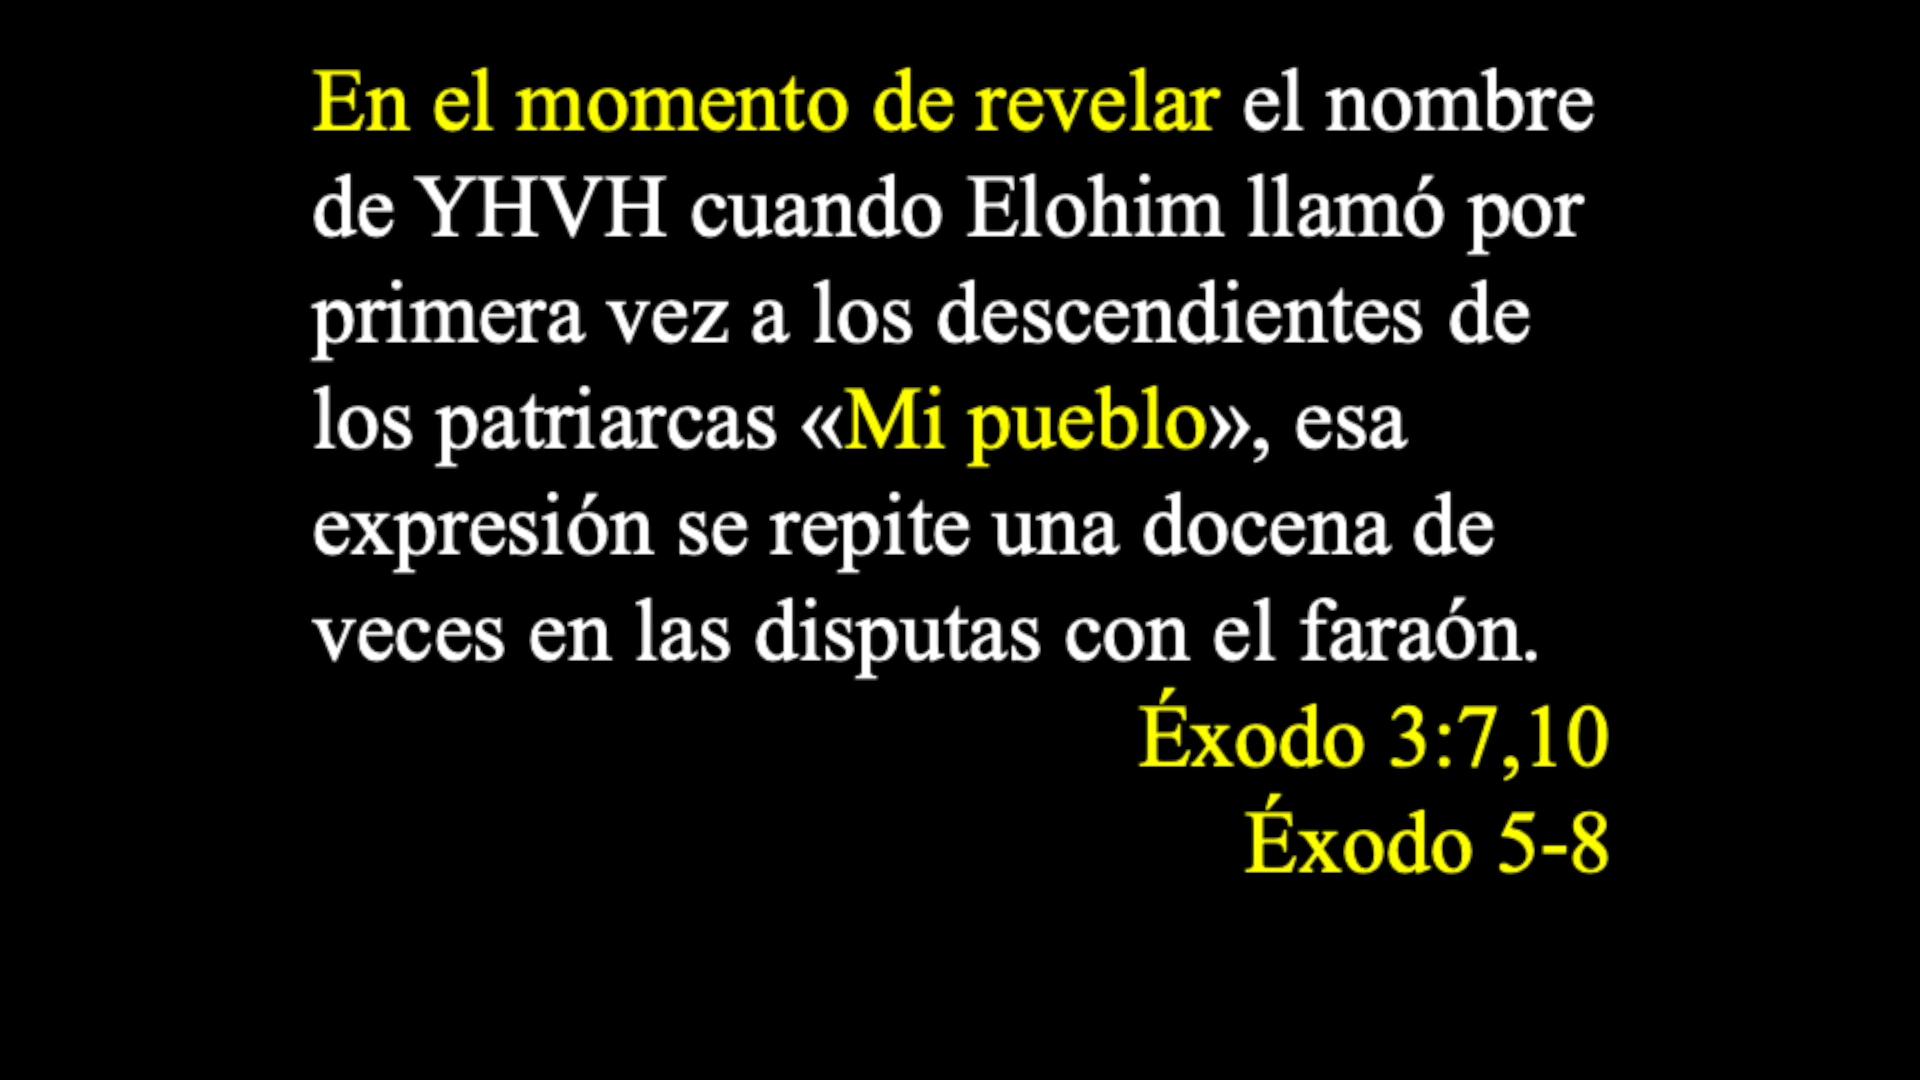 En el momento de revelar el nombre
de YHVH cuando Elohim llamó por
primera vez a los descendientes de
los patriarcas «Mi pueblo», esa
expresión se repite una docena de
veces en las disputas con el faraón.
Éxodo 3:7,10
Éxodo 5-8